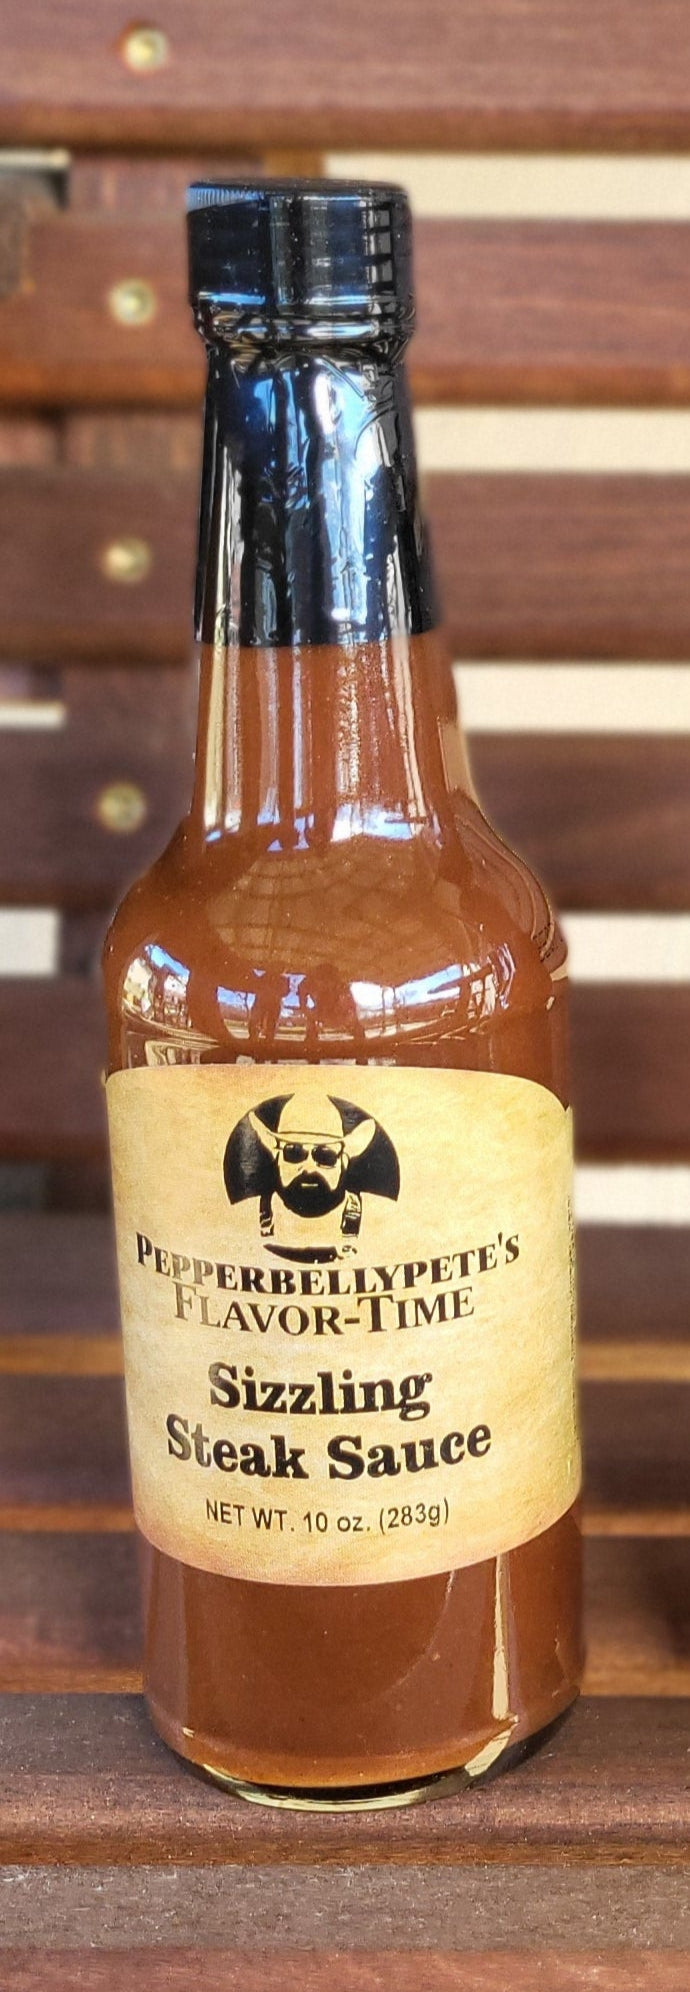 PEPPERBELLYPETE'S
FLAVOR-TIME
Sizzling
Steak Sauce
NET WT. 10 oz. (283g)